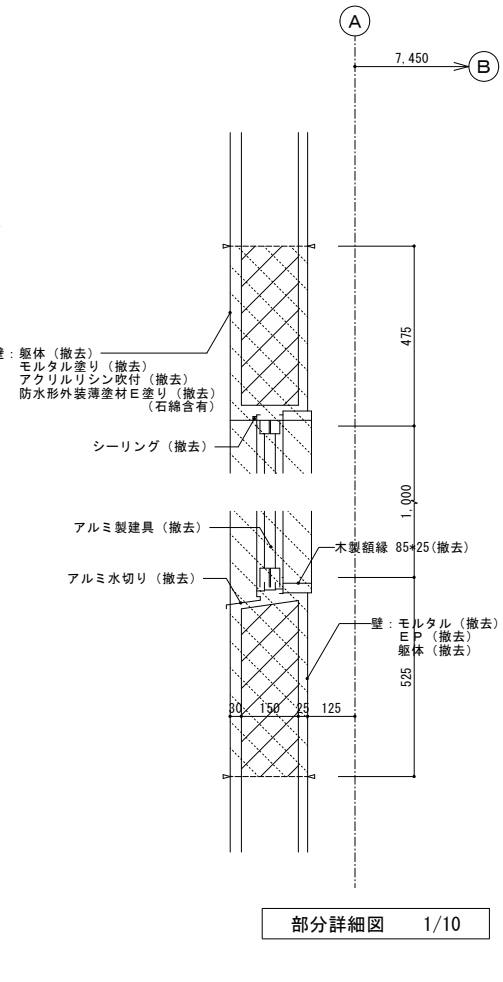 A
7,450
B
475
壁：躯体（撤去）
モルタル塗り（撤去）
アクリルリシン吹付（撤去）
防水形外装薄塗材Ｅ塗り（撤去）
（石綿含有）
シーリング（撤去）
1,000
アルミ製建具（撤去）
木製額縁 85*25(撤去)
アルミ水切り（撤去）
壁：モルタル（撤去）
ＥＰ（撤去）
躯体（撤去）
525
30 150 25 125
部分詳細図 1/10